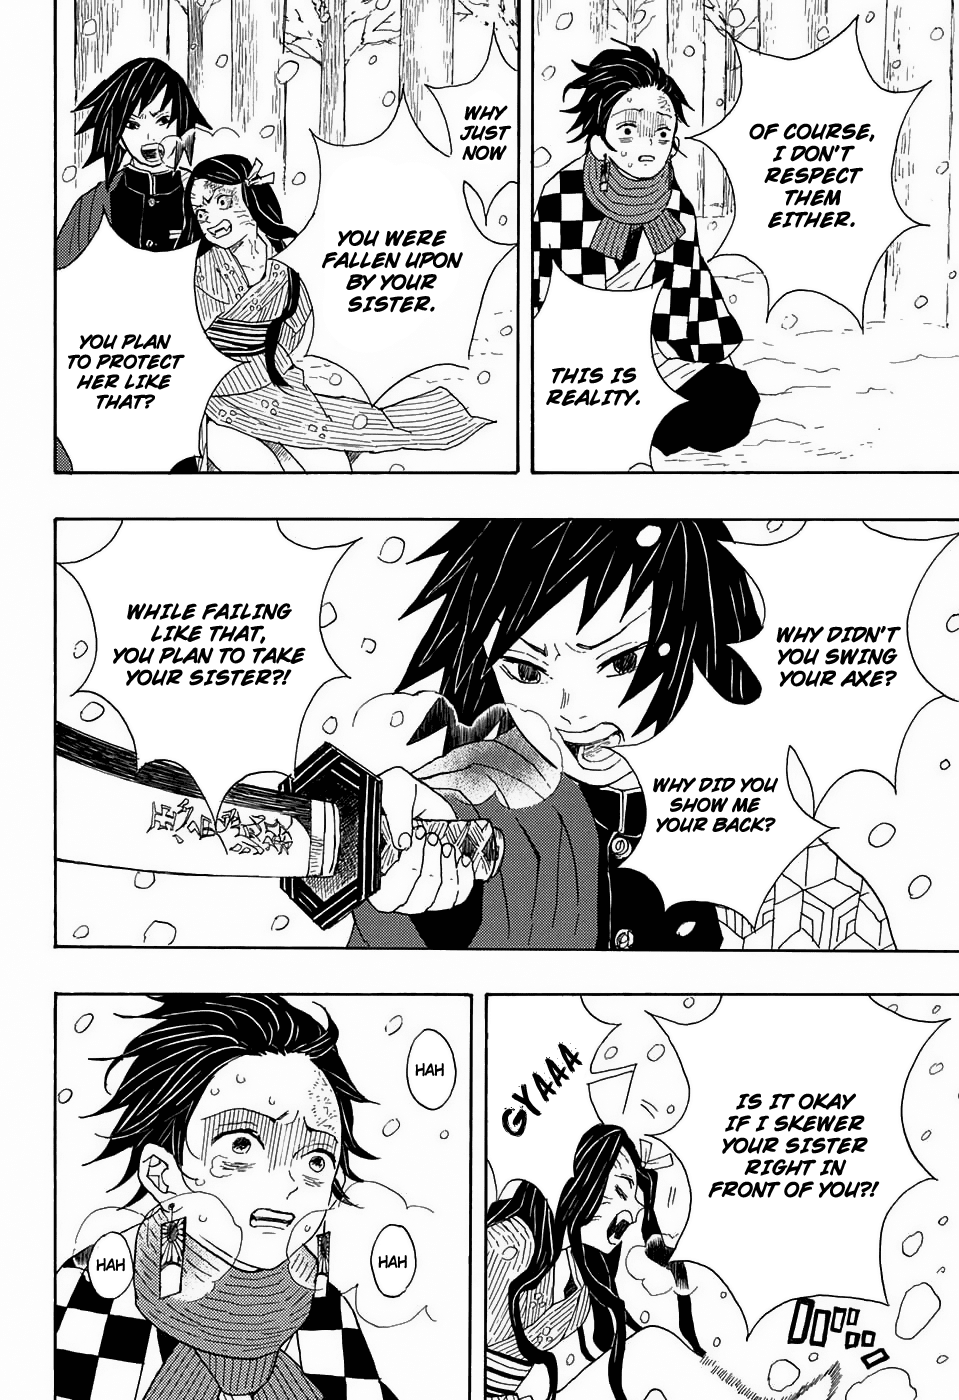 OF COURSE,
I DON'T
RESPECT
THEM
EITHER.
THIS IS
REALITY.
WHY
JUST
NOW
YOU WERE
FALLEN UPON
BY YOUR
SISTER.
YOU PLAN
TO PROTECT
HER LIKE
THAT?
WHY DIDN'T
YOU SWING
YOUR AXE?
WHY DID YOU
SHOW ME
YOUR BACK?
WHILE FAILING
LIKE THAT,
YOU PLAN TO TAKE
YOUR SISTER?!
IS IT OKAY
IF I SKEWER
YOUR SISTER
RIGHT IN
FRONT OF YOU?!
GYAAA
HAH
HAH
HAH